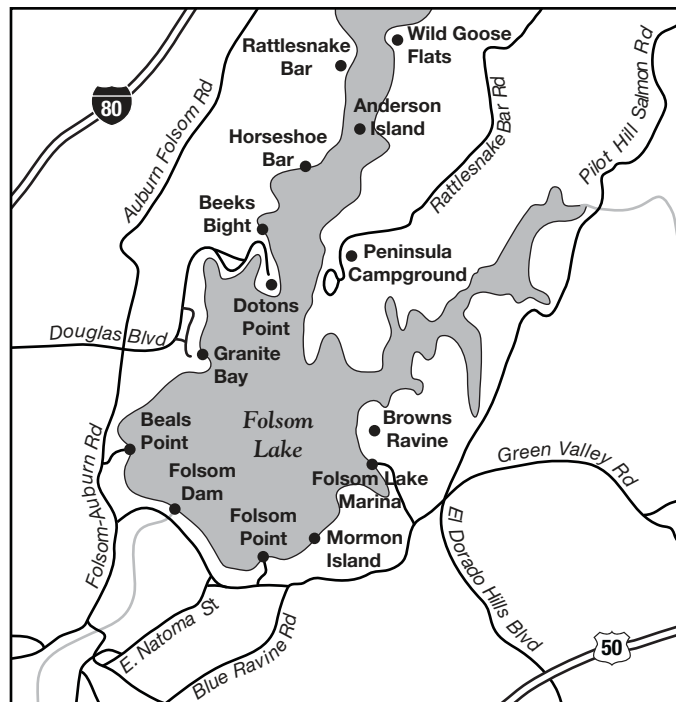 Wild Goose
Flats
Rattlesnake
Bar
80
Auburn Folsom Rd
Anderson
Island
Rattlesnake Bar Rd
Pilot Hill Salmon Rd
Horseshoe
Bar
Beeks
Bight
Peninsula
Campground
Dotons
Point
Douglas Blvd
Granite
Bay
Beals
Point
Folsom
Lake
Browns
Ravine
Folsom-Auburn Rd
Folsom
Dam
Folsom Lake
Marina
Green Valley Rd
Folsom
Point
Mormon
Island
El Dorado Hills Blvd
E. Natoma St
Blue Ravine Rd
50